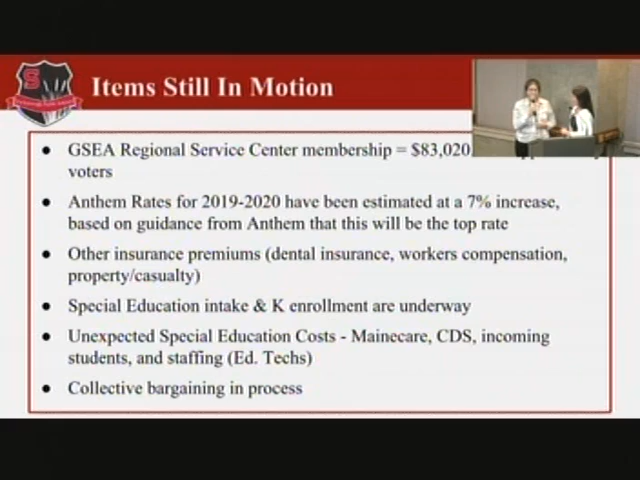 Items Still In Motion
S
● GSEA Regional Service Center membership = $83,020
voters
● Anthem Rates for 2019-2020 have been estimated at a 7% increase,
based on guidance from Anthem that this will be the top rate
● Other insurance premiums (dental insurance, workers compensation,
property/casualty)
● Special Education intake & K enrollment are underway
● Unexpected Special Education Costs - Mainecare, CDS, incoming
students, and staffing (Ed. Techs)
● Collective bargaining in process